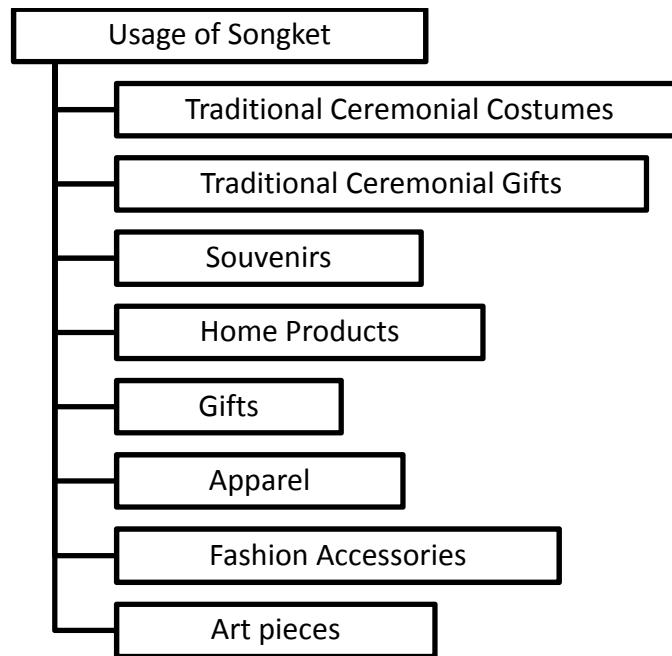 Usage of Songket
Traditional Ceremonial Costumes
Traditional Ceremonial Gifts
Souvenirs
Home Products
Gifts
Apparel
Fashion Accessories
Art pieces